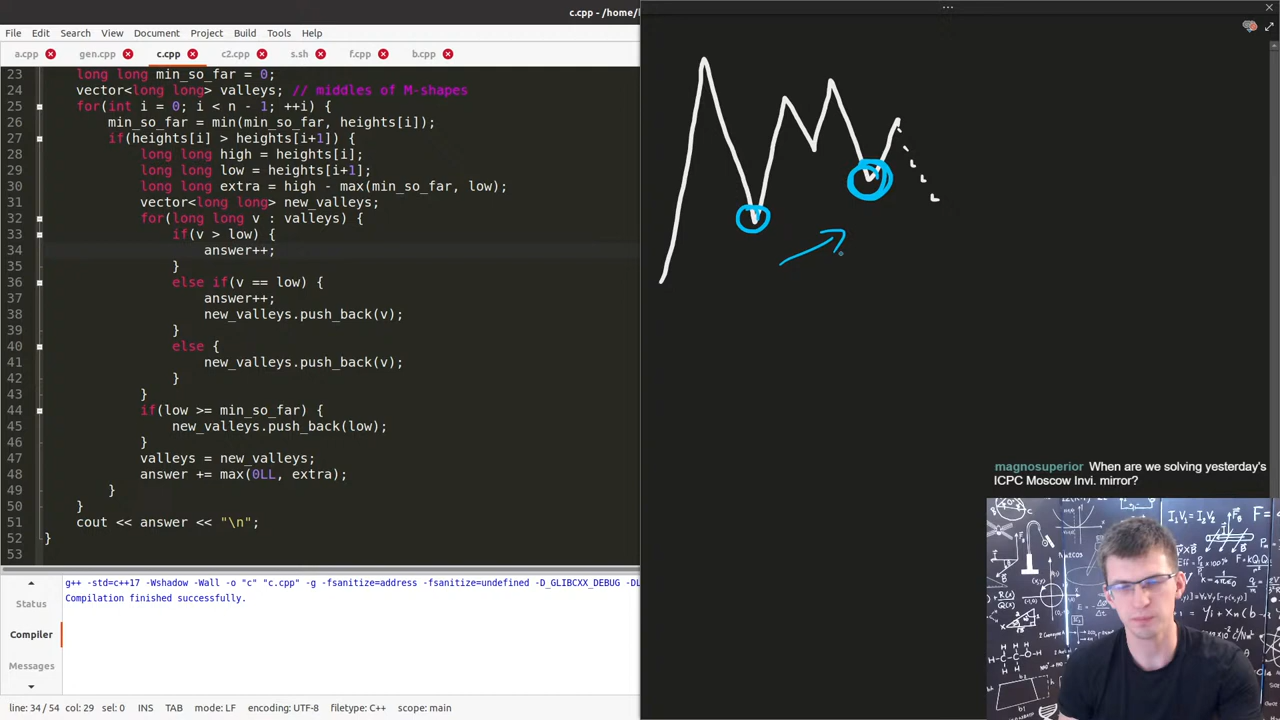 c.cpp - /home/
File Edit Search View Document Project Build Tools Help
a.cpp gen.cpp c.cpp c2.cpp s.sh f.cpp b.cpp
23 long long min_so_far = 0;
24 vector<long long> valleys; // middles of M-shapes
25 for(int i = 0; i < n - 1; ++i) {
26 min_so_far = min(min_so_far, heights[i]);
27 if(heights[i] > heights[i+1]) {
28 long long high = heights[i];
29 long long low = heights[i+1];
30 long long extra = high - max(min_so_far, low);
31 vector<long long> new_valleys;
32 for(long long v : valleys) {
33 if(v > low) {
34 answer++;
35 }
36 else if(v == low) {
37 answer++;
38 new_valleys.push_back(v);
39 }
40 else {
41 new_valleys.push_back(v);
42 }
43 }
44 if(low >= min_so_far) {
45 new_valleys.push_back(low);
46 }
47 valleys = new_valleys;
48 answer += max(0LL, extra);
49 }
50 }
51 cout << answer << "\n";
52 }
53
g++ -std=c++17 -Wshadow -Wall -o "c" "c.cpp" -g -fsanitize=address -fsanitize=undefined -D_GLIBCXX_DEBUG -DL
Compilation finished successfully.
Status
Compiler
Messages
line: 34 / 54 col: 29 sel: 0 INS TAB mode: LF encoding: UTF-8 filetype: C++ scope: main
magnosuperior When are we solving yesterday's
ICPC Moscow Invi. mirror?